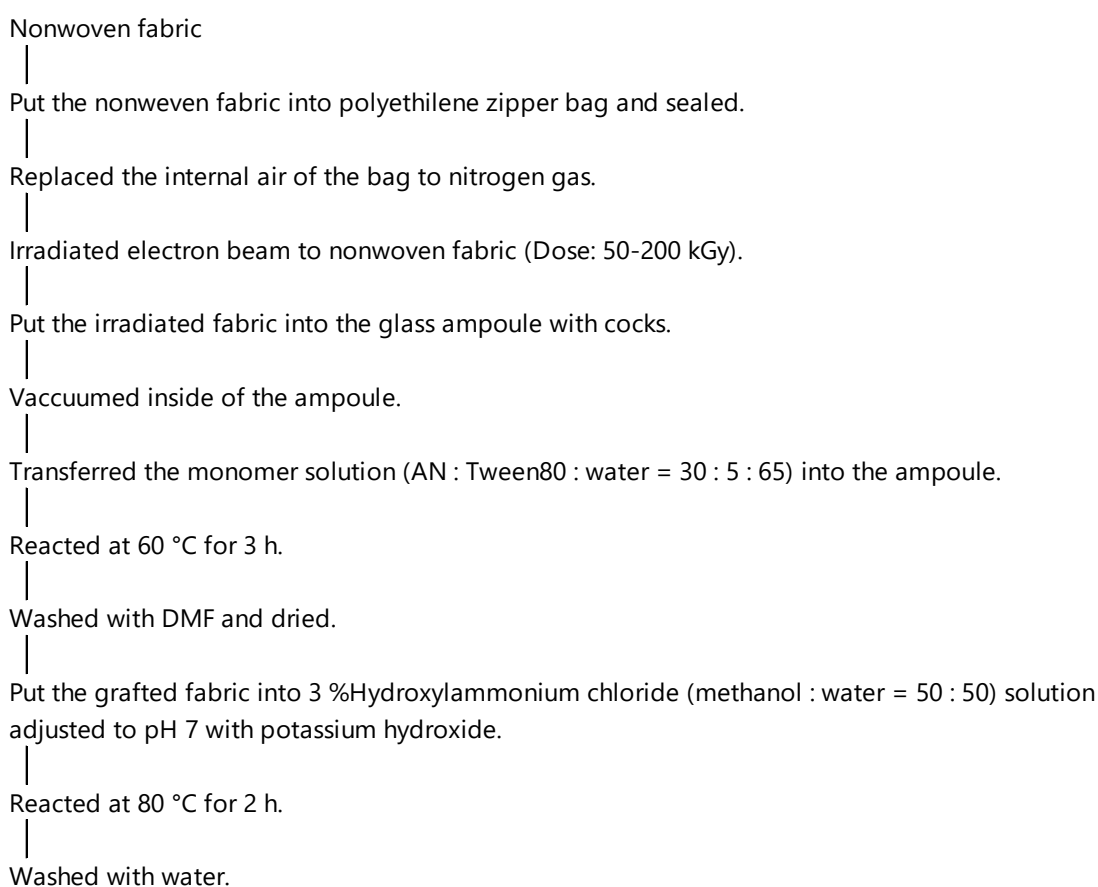 Nonwoven fabric
Put the nonweven fabric into polyethilene zipper bag and sealed.
Replaced the internal air of the bag to nitrogen gas.
Irradiated electron beam to nonwoven fabric (Dose: 50-200 kGy).
Put the irradiated fabric into the glass ampoule with cocks.
Vaccuumed inside of the ampoule.
Transferred the monomer solution (AN : Tween80 : water = 30 : 5 : 65) into the ampoule.
Reacted at 60 °C for 3 h.
Washed with DMF and dried.
Put the grafted fabric into 3 %Hydroxylammonium chloride (methanol : water = 50 : 50) solution
adjusted to pH 7 with potassium hydroxide.
Reacted at 80 °C for 2 h.
Washed with water.